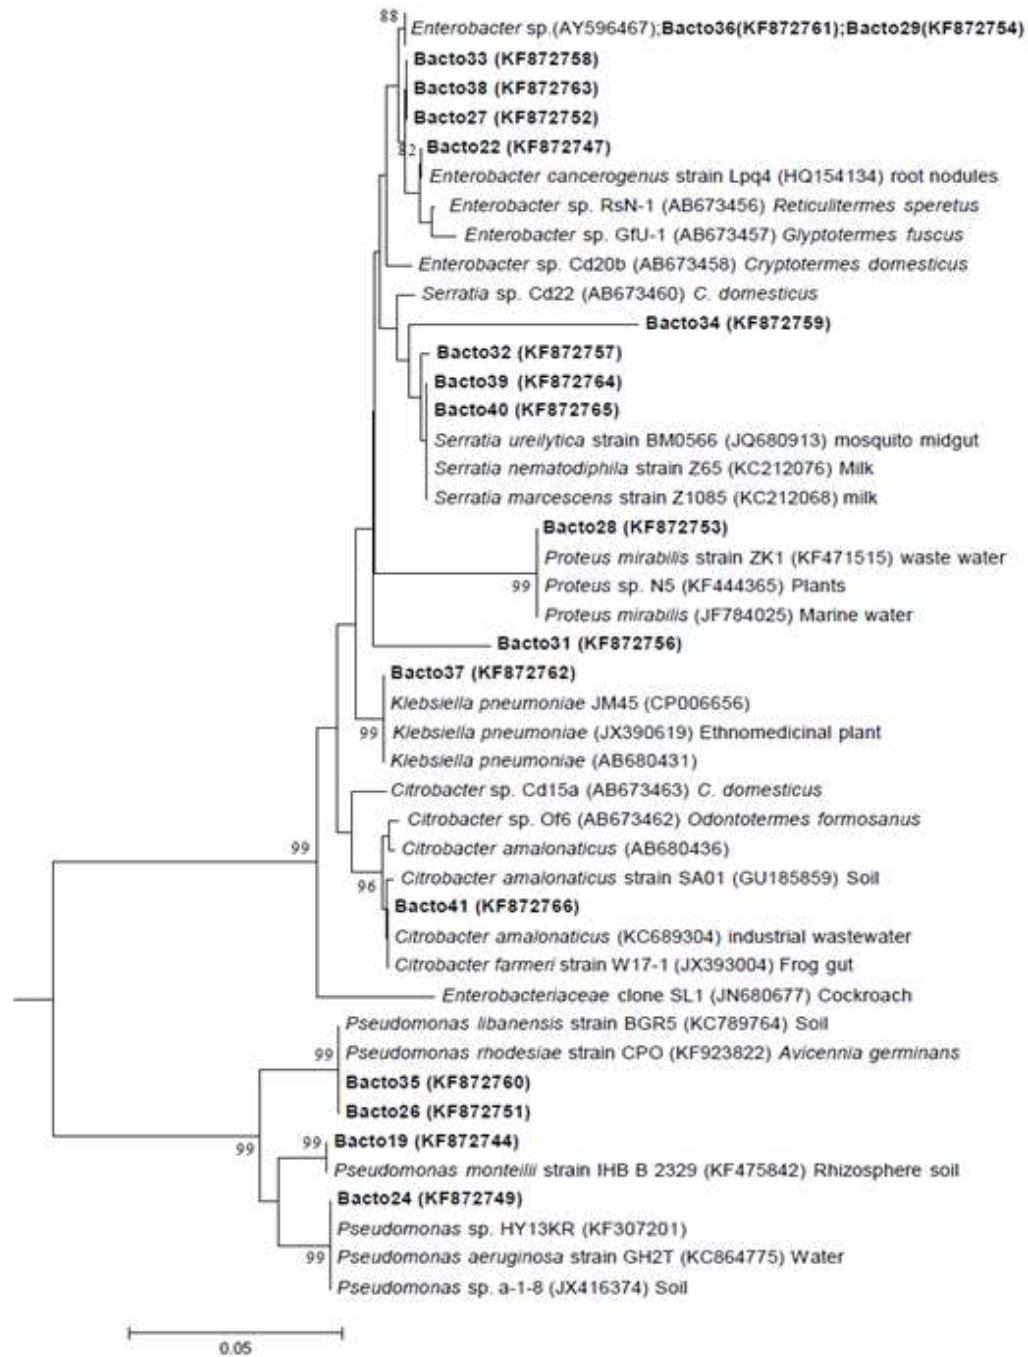 88
Enterobacter sp.(AY596467);Bacto36(KF872761);Bacto29(KF872754)
Bacto33 (KF872758)
Bacto38 (KF872763)
Bacto27 (KF872752)
Bacto22 (KF872747)
Enterobacter cancerogenus strain Lpq4 (HQ154134) root nodules
Enterobacter sp. RsN-1 (AB673456) Reticulitermes speretus
Enterobacter sp. GfU-1 (AB673457) Glyptotermes fuscus
Enterobacter sp. Cd20b (AB673458) Cryptotermes domesticus
Serratia sp. Cd22 (AB673460) C. domesticus
Bacto34 (KF872759)
Bacto32 (KF872757)
Bacto39 (KF872764)
Bacto40 (KF872765)
Serratia ureilytica strain BM0566 (JQ680913) mosquito midgut
Serratia nematodiphila strain Z65 (KC212076) Milk
Serratia marcescens strain Z1085 (KC212068) milk
Bacto28 (KF872753)
Proteus mirabilis strain ZK1 (KF471515) waste water
99 Proteus sp. N5 (KF444365) Plants
Proteus mirabilis (JF784025) Marine water
Bacto31 (KF872756)
Bacto37 (KF872762)
Klebsiella pneumoniae JM45 (CP006656)
99 Klebsiella pneumoniae (JX390619) Ethnomedicinal plant
Klebsiella pneumoniae (AB680431)
Citrobacter sp. Cd15a (AB673463) C. domesticus
Citrobacter sp. Of6 (AB673462) Odontotermes formosanus
99 Citrobacter amalonaticus (AB680436)
96 Citrobacter amalonaticus strain SA01 (GU185859) Soil
Bacto41 (KF872766)
Citrobacter amalonaticus (KC689304) industrial wastewater
Citrobacter farmeri strain W17-1 (JX393004) Frog gut
Enterobacteriaceae clone SL1 (JN680677) Cockroach
Pseudomonas libanensis strain BGR5 (KC789764) Soil
99 Pseudomonas rhodesiae strain CPO (KF923822) Avicennia germinans
Bacto35 (KF872760)
Bacto26 (KF872751)
99 99 Bacto19 (KF872744)
Pseudomonas monteilii strain IHB B 2329 (KF475842) Rhizosphere soil
Bacto24 (KF872749)
Pseudomonas sp. HY13KR (KF307201)
99 Pseudomonas aeruginosa strain GH2T (KC864775) Water
Pseudomonas sp. a-1-8 (JX416374) Soil
0.05